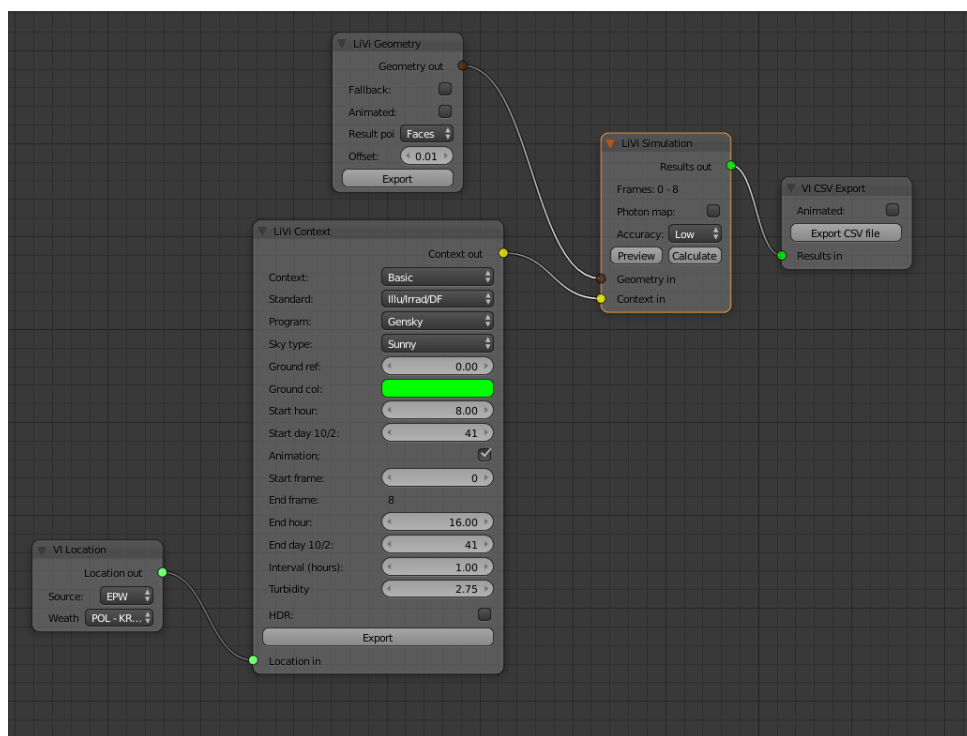 LiVi Geometry
Geometry out
Fallback:
Animated:
Result poi Faces
Offset: 0.01
Export
LiVi Simulation
Results out
Frames: 0 - 8
Photon map:
Accuracy: Low
Preview Calculate
Geometry in
Context in
VI CSV Export
Animated:
Export CSV file
Results in
LiVi Context
Context out
Context: Basic
Standard: Illu/Irrad/DF
Program: Gensky
Sky type: Sunny
Ground ref: 0.00
Ground col:
Start hour: 8.00
Start day 10/2: 41
Animation;
Start frame: 0
End frame: 8
End hour: 16.00
End day 10/2: 41
Interval (hours): 1.00
Turbidity 2.75
HDR:
Export
Location in
VI Location
Location out
Source: EPW
Weath POL - KR...